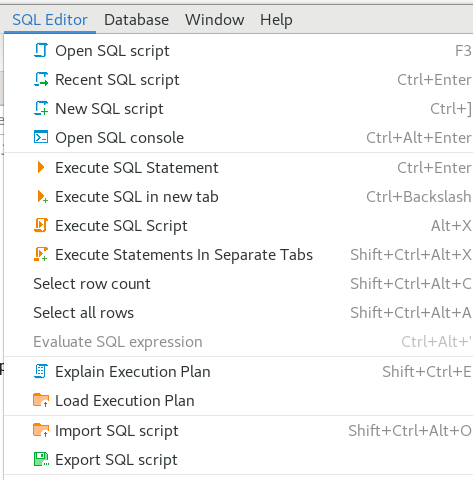 SQL Editor Database Window Help
Open SQL script F3
Recent SQL script Ctrl+Enter
New SQL script Ctrl+]
Open SQL console Ctrl+Alt+Enter
Execute SQL Statement Ctrl+Enter
Execute SQL in new tab Ctrl+Backslash
Execute SQL Script Alt+X
Execute Statements In Separate Tabs Shift+Ctrl+Alt+X
Select row count Shift+Ctrl+Alt+C
Select all rows Shift+Ctrl+Alt+A
Evaluate SQL expression Ctrl+Alt+'
Explain Execution Plan Shift+Ctrl+E
Load Execution Plan
Import SQL script Shift+Ctrl+Alt+O
Export SQL script